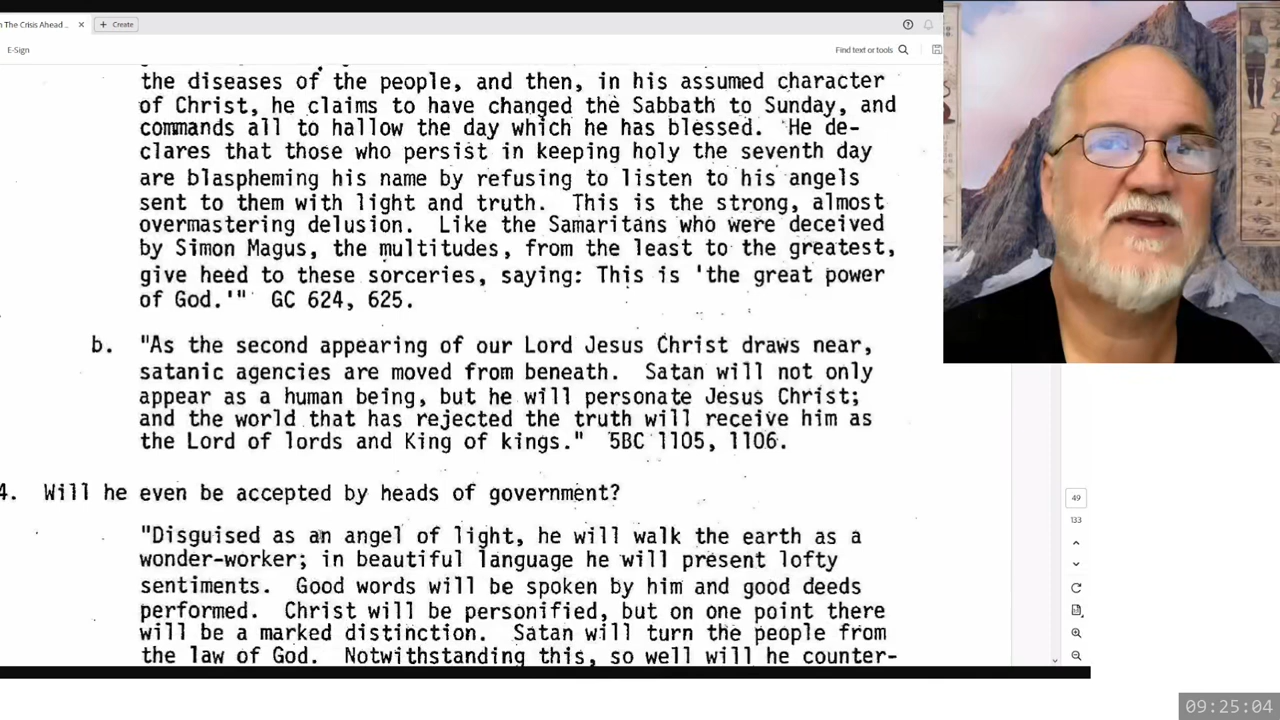 n The Crisis Ahead ..
Create
E-Sign
Find text or tools
the diseases of the people, and then, in his assumed character
of Christ, he claims to have changed the Sabbath to Sunday, and
commands all to hallow the day which he has blessed. He de-
clares that those who persist in keeping holy the seventh day
are blaspheming his name by refusing to listen to his angels
sent to them with light and truth. This is the strong, almost
overmastering delusion. Like the Samaritans who were deceived
by Simon Magus, the multitudes, from the least to the greatest,
give heed to these sorceries, saying: This is 'the great power
of God.'" GC 624, 625.
b. "As the second appearing of our Lord Jesus Christ draws near,
satanic agencies are moved from beneath. Satan will not only
appear as a human being, but he will personate Jesus Christ;
and the world that has rejected the truth will receive him as
the Lord of lords and King of kings." 5BC 1105, 1106.
4. Will he even be accepted by heads of government?
"Disguised as an angel of light, he will walk the earth as a
wonder-worker; in beautiful language he will present lofty
sentiments. Good words will be spoken by him and good deeds
performed. Christ will be personified, but on one point there
will be a marked distinction. Satan will turn the people from
the law of God. Notwithstanding this, so well will he counter-
49
133
09:25:04